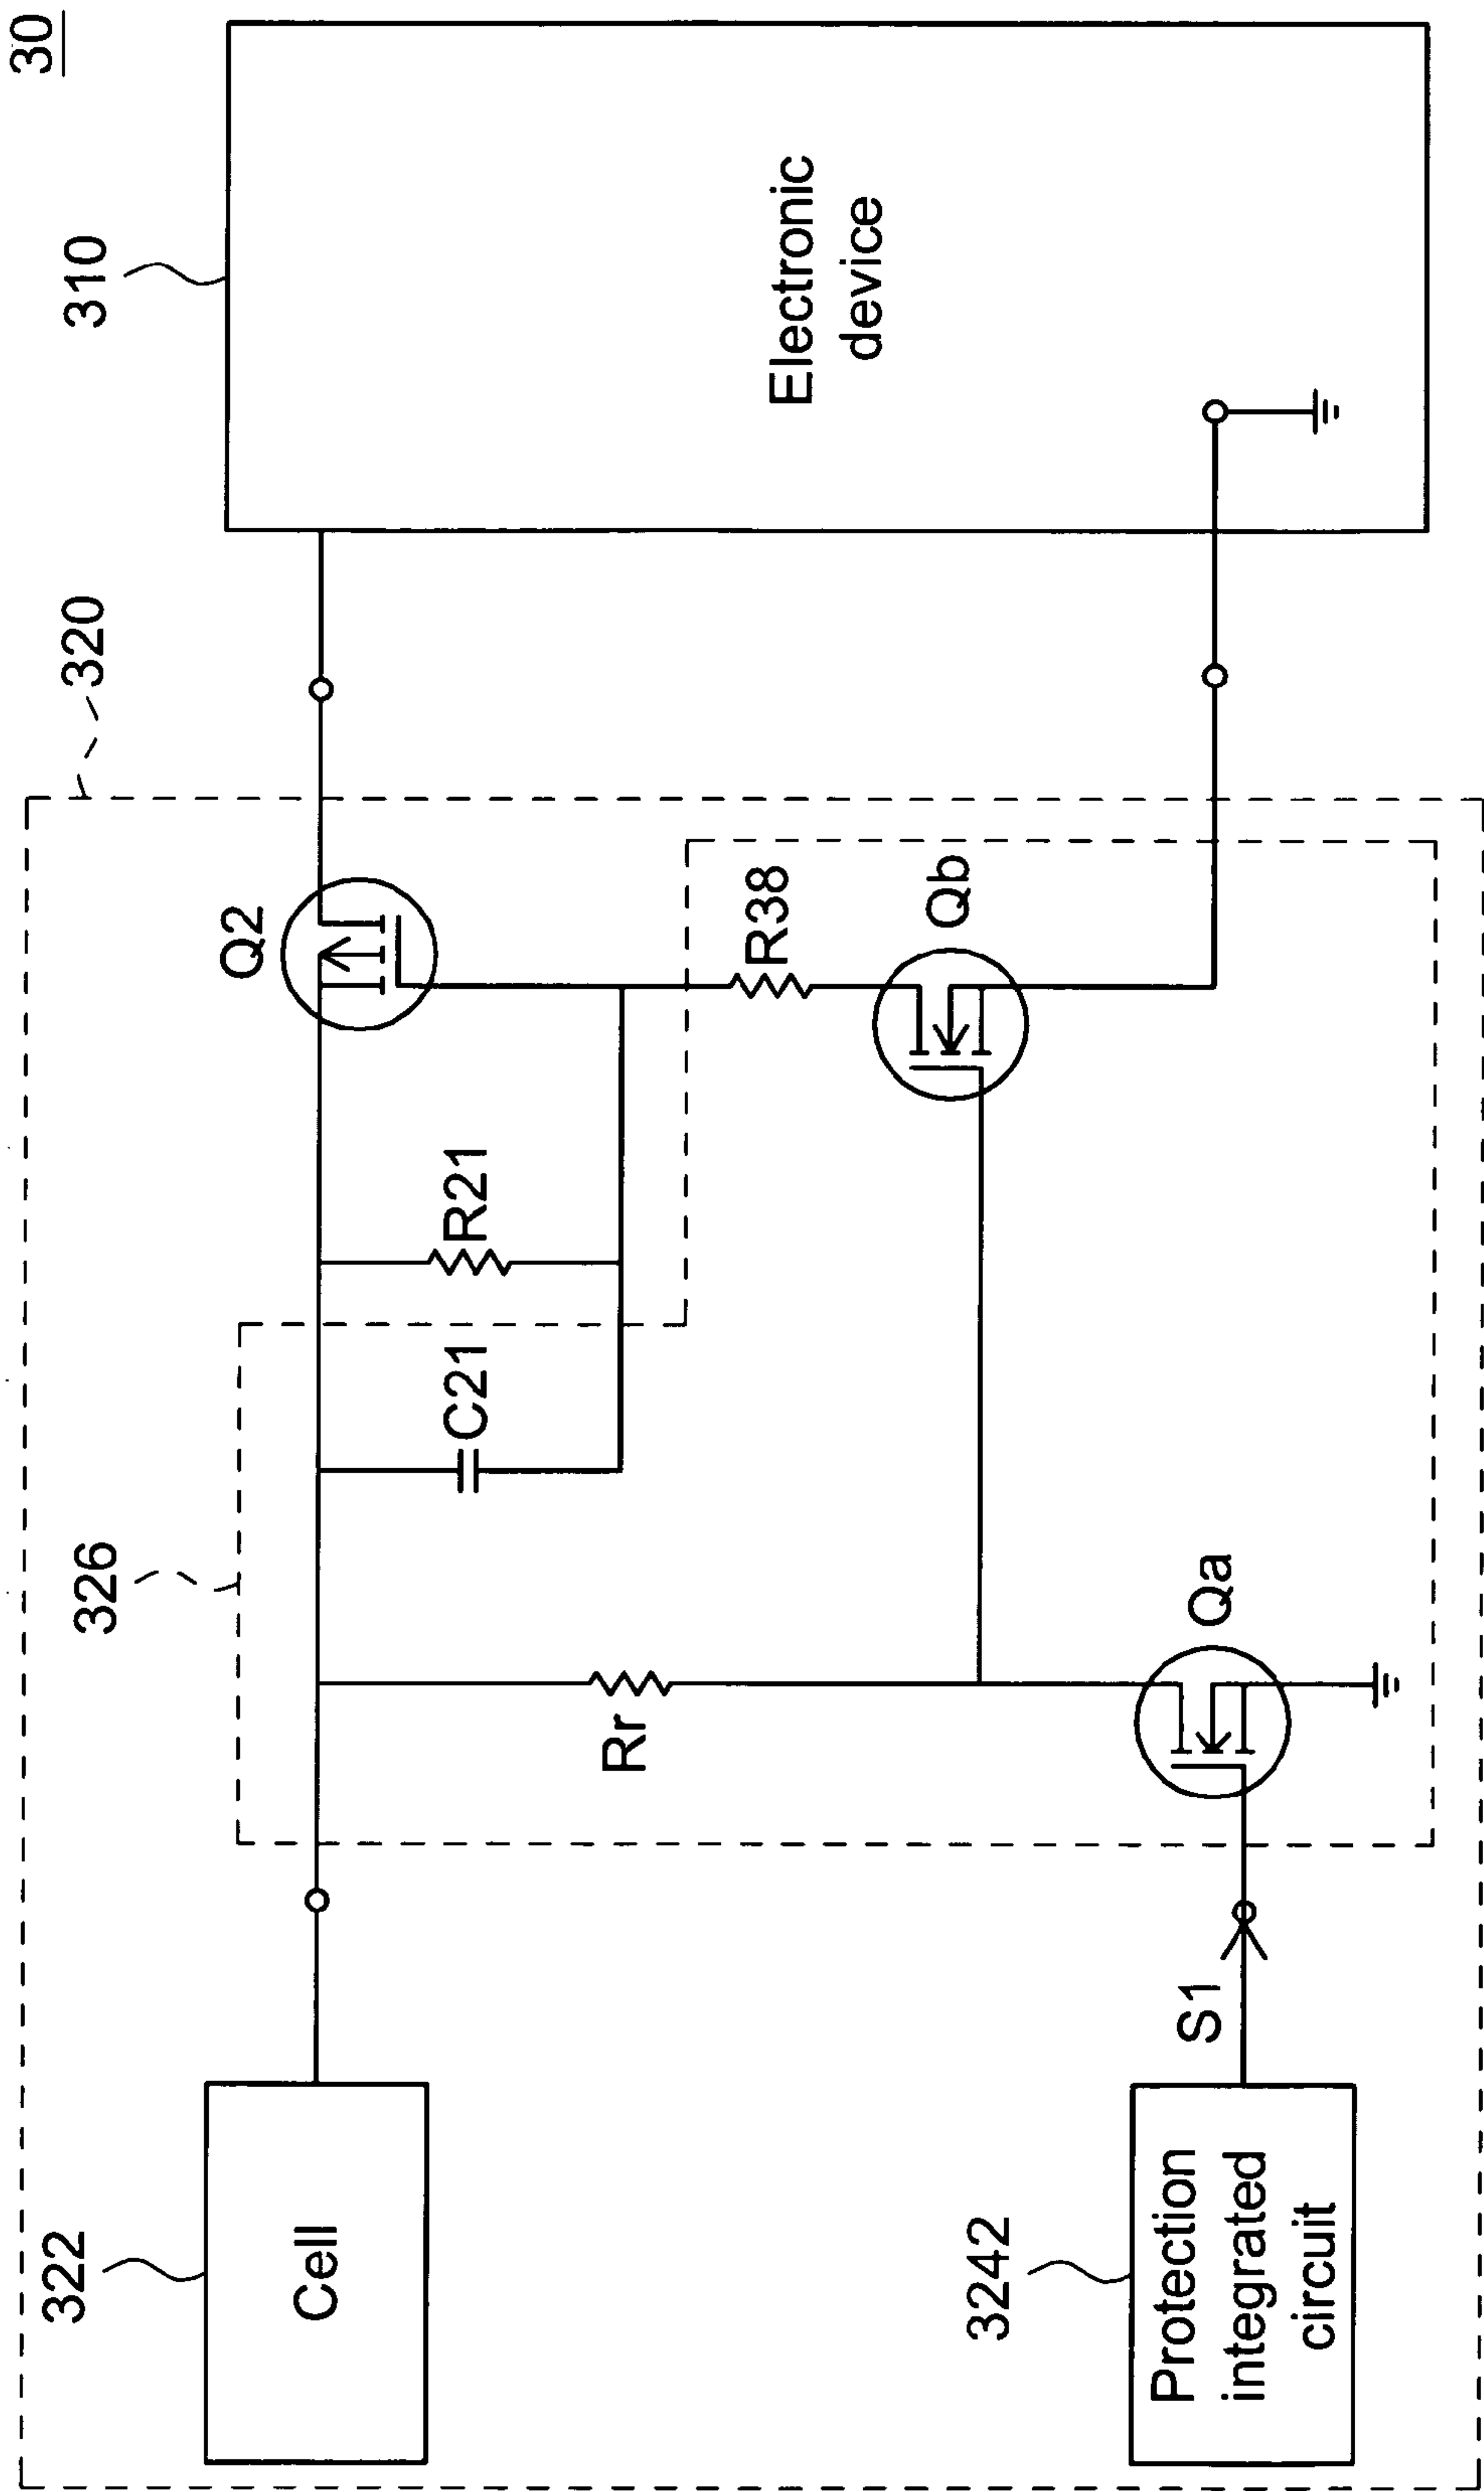 30
310
Electronic
device
320
Q2
R38
Qb
R21
C21
326
Rr
Qa
322
Cell
S1
3242
Protection
integrated
circuit